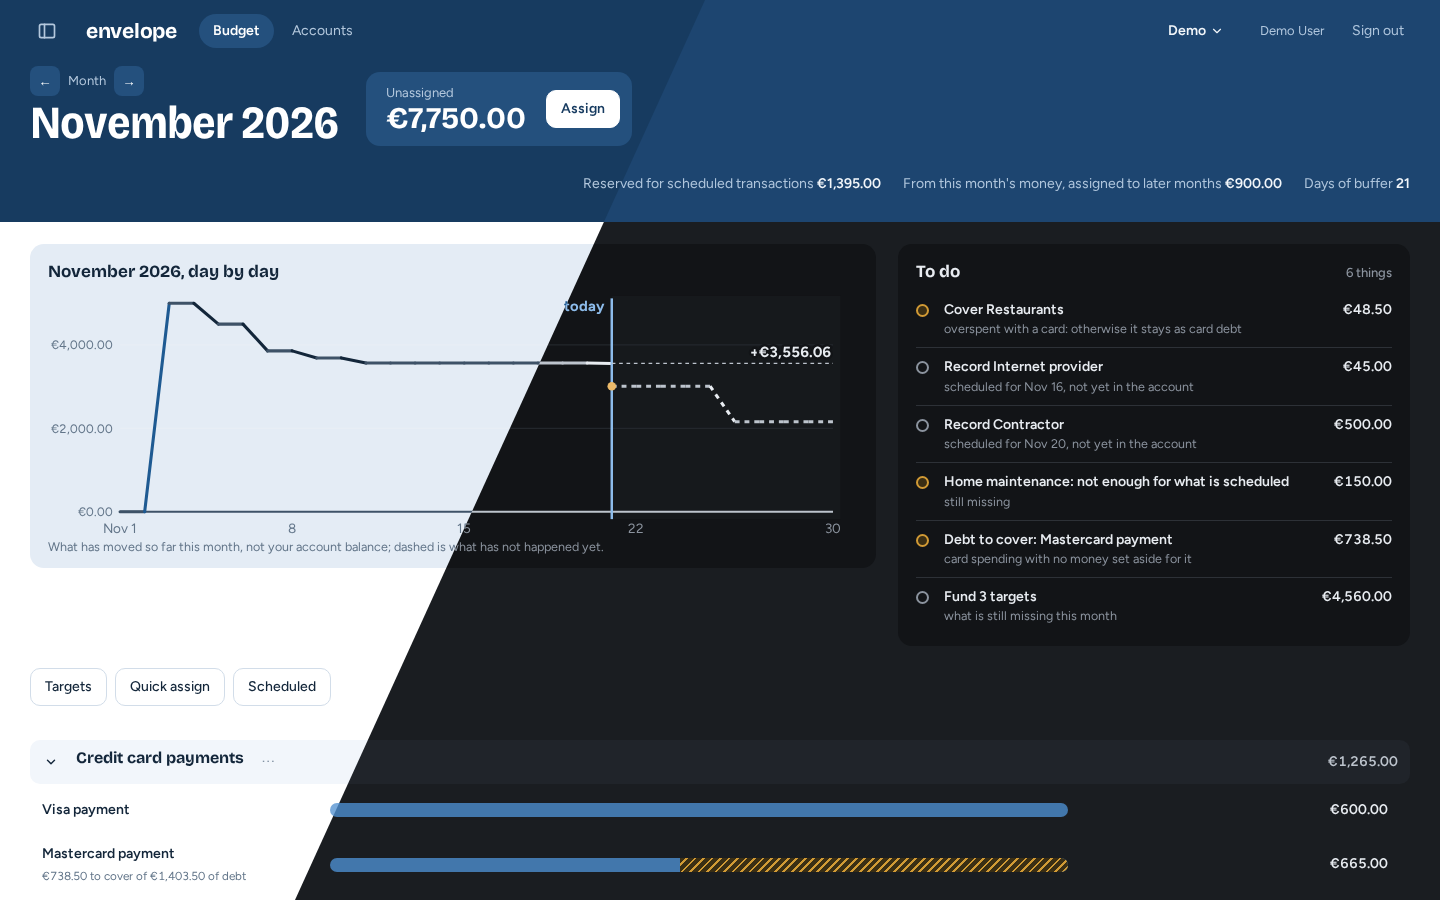 envelope
Budget
Accounts
Demo
Demo User
Sign out
← Month →
November 2026
Unassigned
€7,750.00
Assign
Reserved for scheduled transactions €1,395.00
From this month's money, assigned to later months €900.00
Days of buffer 21
November 2026, day by day
today
€4,000.00
+€3,556.06
€2,000.00
€0.00
Nov 1
8
15
22
30
What has moved so far this month, not your account balance; dashed is what has not happened yet.
To do
6 things
Cover Restaurants
€48.50
overspent with a card: otherwise it stays as card debt
Record Internet provider
€45.00
scheduled for Nov 16, not yet in the account
Record Contractor
€500.00
scheduled for Nov 20, not yet in the account
Home maintenance: not enough for what is scheduled
€150.00
still missing
Debt to cover: Mastercard payment
€738.50
card spending with no money set aside for it
Fund 3 targets
€4,560.00
what is still missing this month
Targets
Quick assign
Scheduled
Credit card payments
...
€1,265.00
Visa payment
€600.00
Mastercard payment
€665.00
€738.50 to cover of €1,403.50 of debt